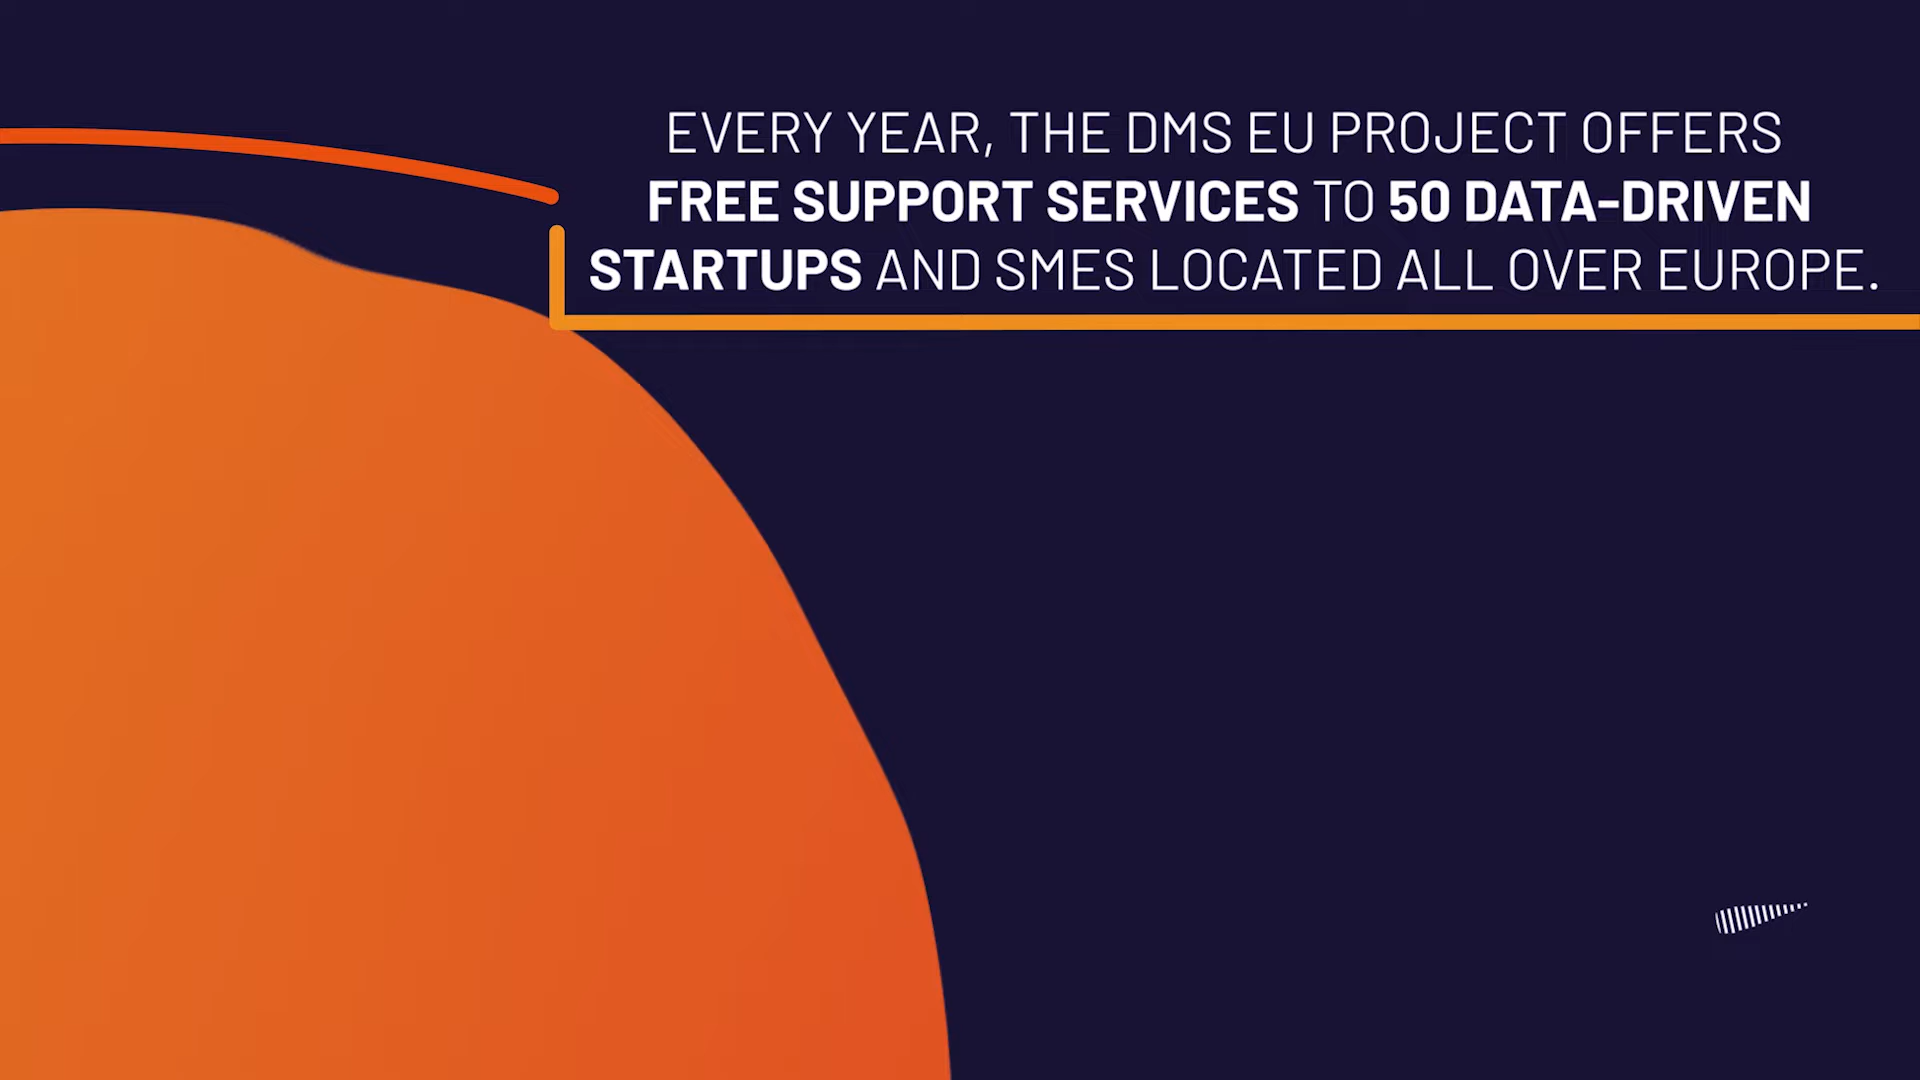 EVERY YEAR, THE DMS EU PROJECT OFFERS
FREE SUPPORT SERVICES TO 50 DATA-DRIVEN
STARTUPS AND SMES LOCATED ALL OVER EUROPE.